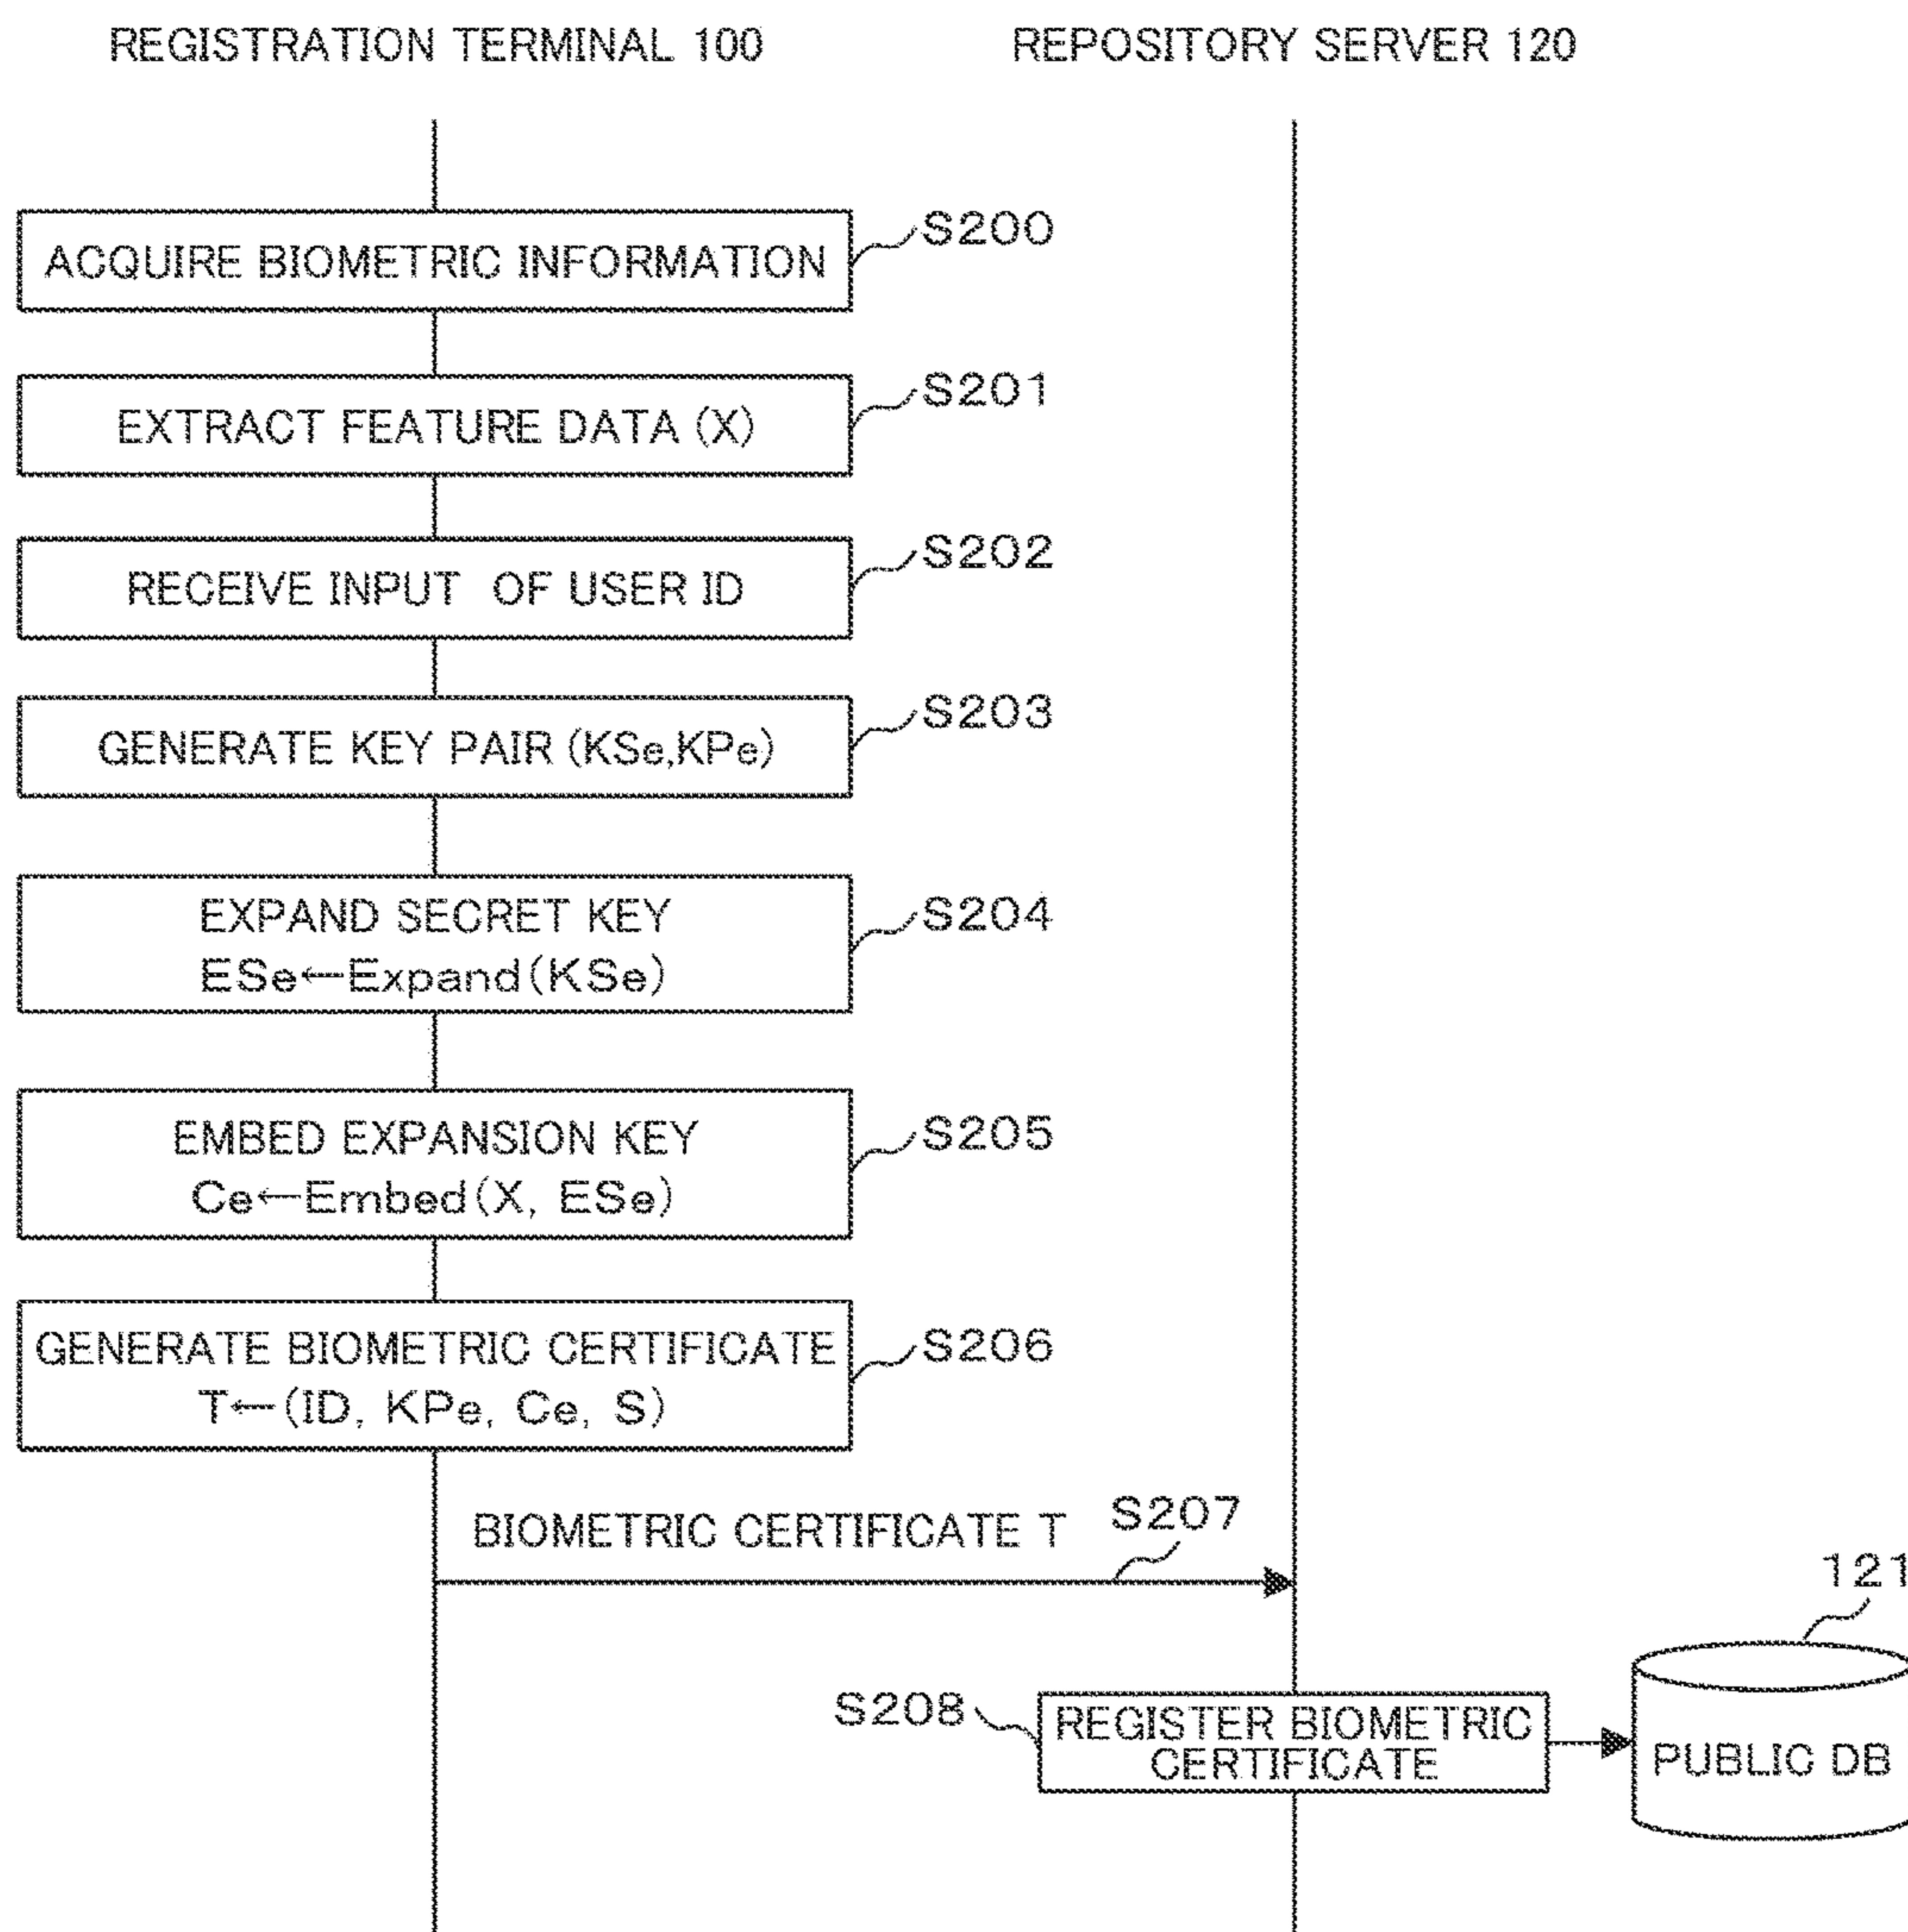 REGISTRATION TERMINAL 100
REPOSITORY SERVER 120
ACQUIRE BIOMETRIC INFORMATION
S200
EXTRACT FEATURE DATA (X)
S201
RECEIVE INPUT OF USER ID
S202
GENERATE KEY PAIR (KSe,KPe)
S203
EXPAND SECRET KEY
ESe←Expand(KSe)
S204
EMBED EXPANSION KEY
Ce←Embed(X, ESe)
S205
GENERATE BIOMETRIC CERTIFICATE
T←(ID, KPe, Ce, S)
S206
BIOMETRIC CERTIFICATE T
S207
121
S208
REGISTER BIOMETRIC
CERTIFICATE
PUBLIC DB